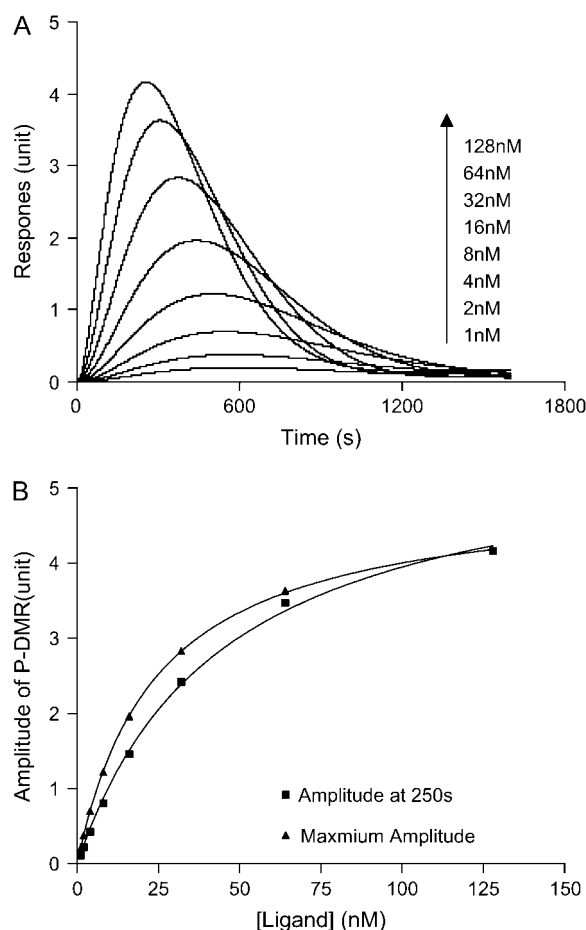 A
5
4
3
2
1
0
Respones (unit)
128nM
64nM
32nM
16nM
8nM
4nM
2nM
1nM
0
600
1200
1800
Time (s)
B
5
4
3
2
1
0
Amplitude of P-DMR(unit)
Amplitude at 250s
Maxmium Amplitude
0
25
50
75
100
125
150
[Ligand] (nM)